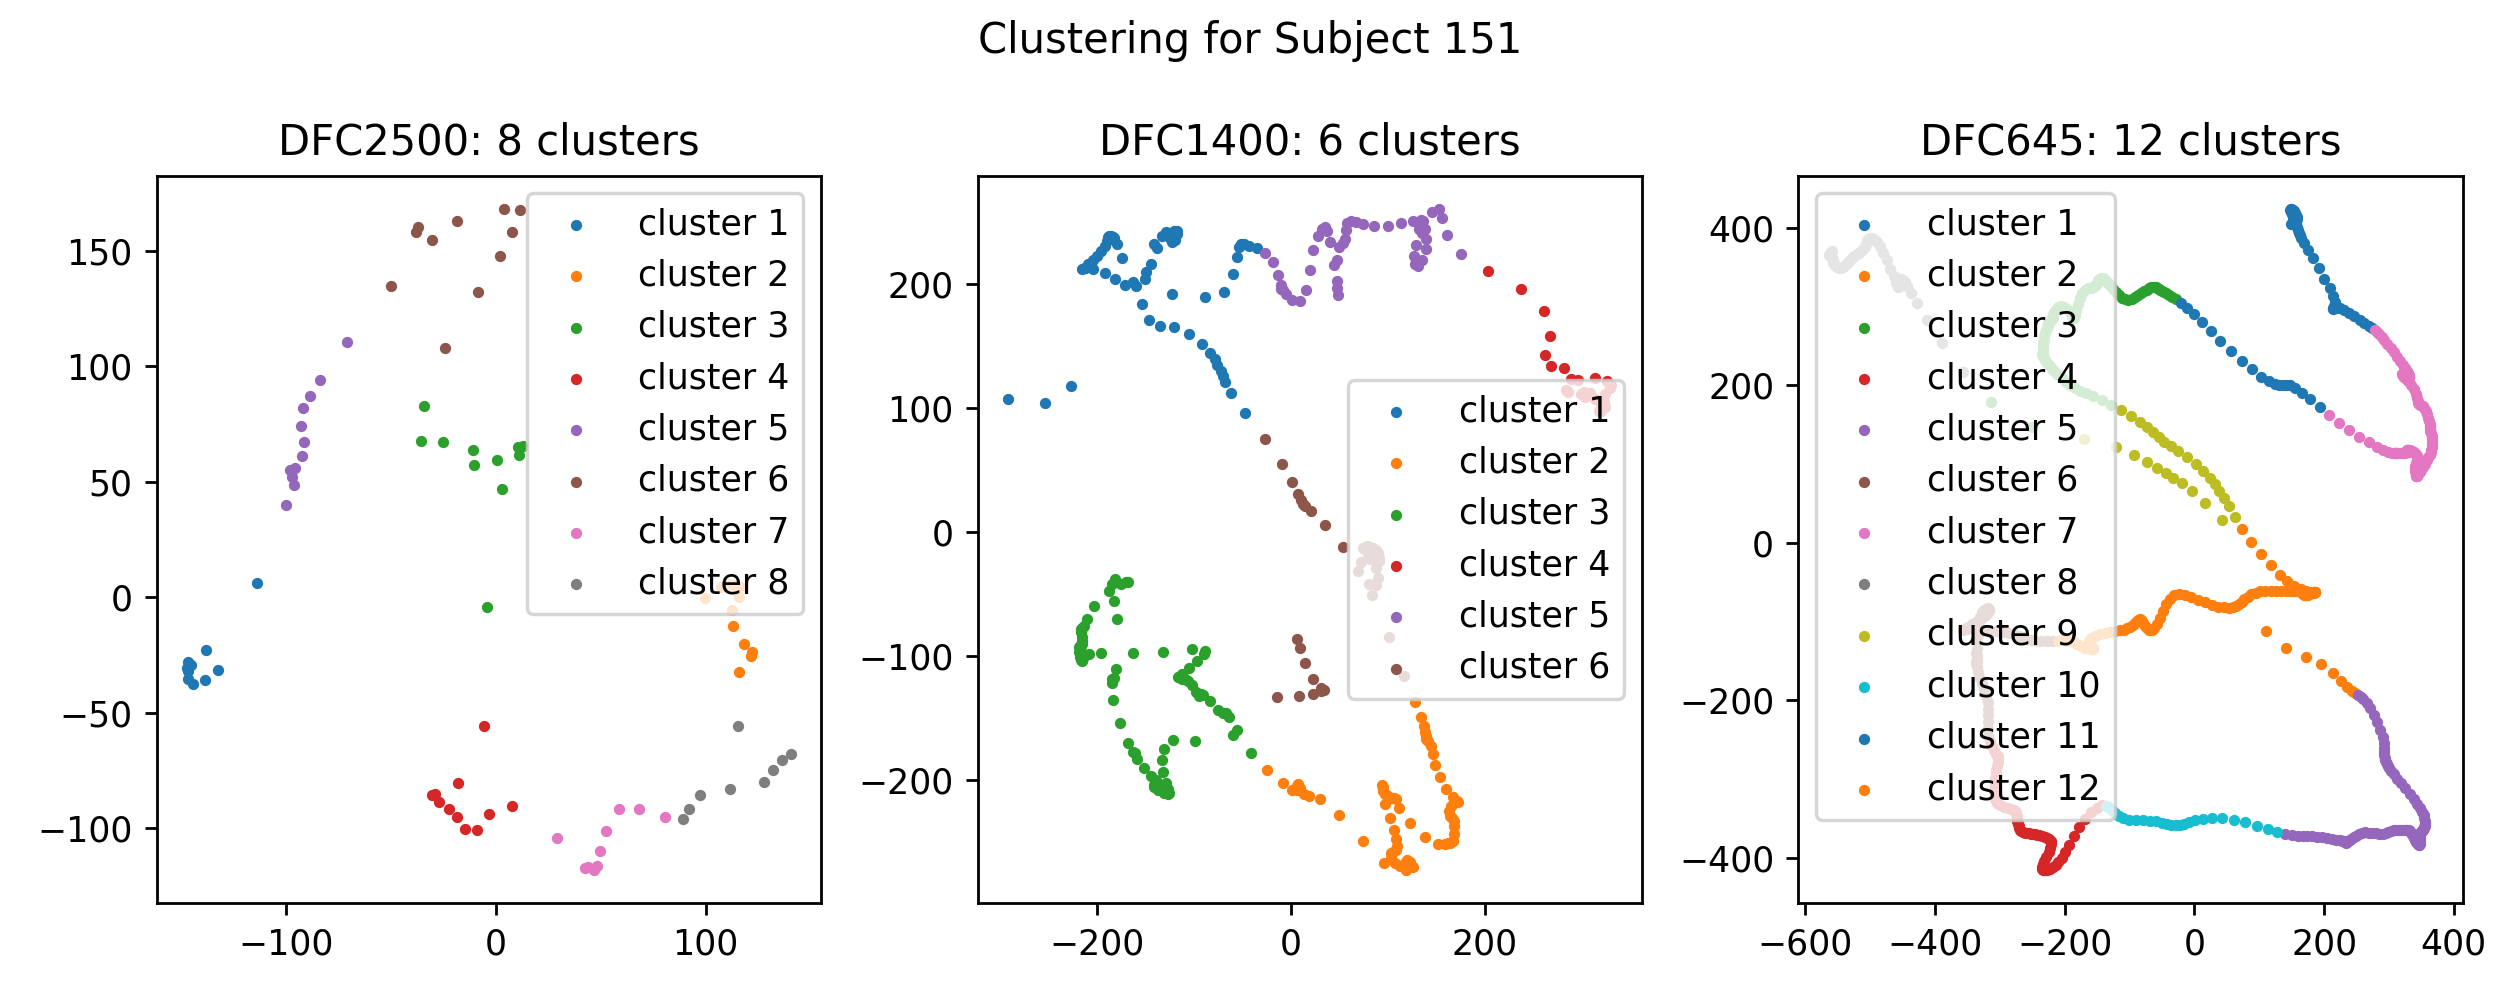 Clustering for Subject 151
DFC2500: 8 clusters
150
100
50
0
−50
−100
−100
0
100
cluster 1
cluster 2
cluster 3
cluster 4
cluster 5
cluster 6
cluster 7
cluster 8
DFC1400: 6 clusters
200
100
0
−100
−200
−200
0
200
cluster 1
cluster 2
cluster 3
cluster 4
cluster 5
cluster 6
DFC645: 12 clusters
400
200
0
−200
−400
−600
−400
−200
0
200
400
cluster 1
cluster 2
cluster 3
cluster 4
cluster 5
cluster 6
cluster 7
cluster 8
cluster 9
cluster 10
cluster 11
cluster 12